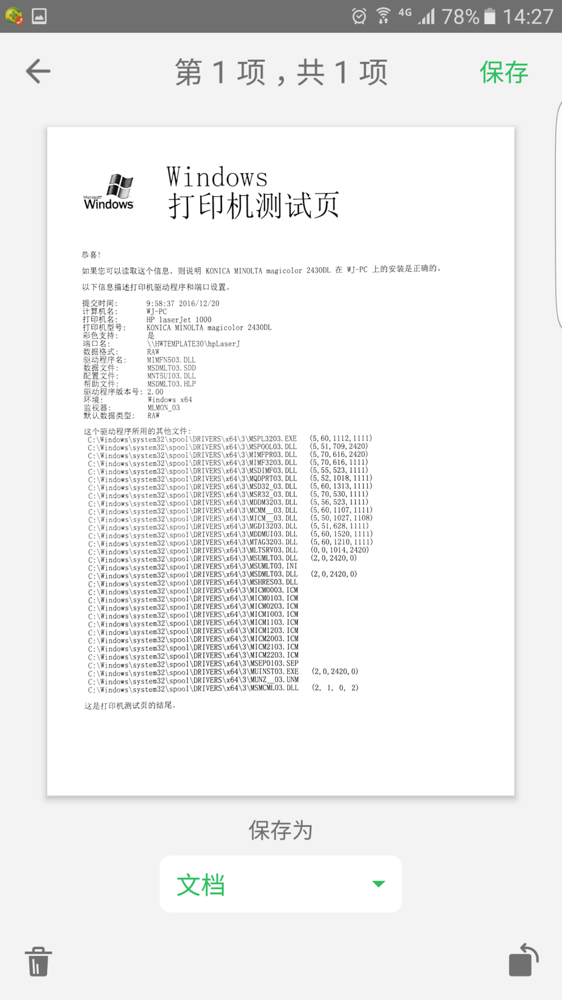 4G 78% 14:27
第 1 项 , 共 1 项
保存
Microsoft
Windows
Windows
打印机测试页
恭喜!
如果您可以读取这个信息, 则说明 KONICA MINOLTA magicolor 2430DL 在 WJ-PC 上的安装是正确的。
以下信息描述打印机驱动程序和端口设置。
提交时间: 9:58:37 2016/12/20
计算机名: WJ-PC
打印机名: HP laserJet 1000
打印机型号: KONICA MINOLTA magicolor 2430DL
彩色支持: 是
端口名: \\HWTEMPLATE30\hpLaserJ
数据格式: RAW
驱动程序名: MIMFN503.DLL
数据文件: MSDMLT03.SDD
配置文件: MNT5UI03.DLL
帮助文件: MSDMLT03.HLP
驱动程序版本号: 2.00
环境: Windows x64
监视器: MLMON_03
默认数据类型: RAW
这个驱动程序所用的其他文件:
C:\Windows\system32\spool\DRIVERS\x64\3\MSPL3203.EXE (5,60,1112,1111)
C:\Windows\system32\spool\DRIVERS\x64\3\MSPOOL03.DLL (5,51,709,2420)
C:\Windows\system32\spool\DRIVERS\x64\3\MIMFPR03.DLL (5,70,616,2420)
C:\Windows\system32\spool\DRIVERS\x64\3\MIMF3203.DLL (5,70,616,1111)
C:\Windows\system32\spool\DRIVERS\x64\3\MSDIMF03.DLL (5,55,523,1111)
C:\Windows\system32\spool\DRIVERS\x64\3\MQDPRT03.DLL (5,52,1018,1111)
C:\Windows\system32\spool\DRIVERS\x64\3\MSD32_03.DLL (5,60,1313,1111)
C:\Windows\system32\spool\DRIVERS\x64\3\MSR32_03.DLL (5,70,530,1111)
C:\Windows\system32\spool\DRIVERS\x64\3\MDDM3203.DLL (5,56,523,1111)
C:\Windows\system32\spool\DRIVERS\x64\3\MCMM__03.DLL (5,60,1107,1111)
C:\Windows\system32\spool\DRIVERS\x64\3\MICM__03.DLL (5,50,1027,1108)
C:\Windows\system32\spool\DRIVERS\x64\3\MGDI3203.DLL (5,51,628,1111)
C:\Windows\system32\spool\DRIVERS\x64\3\MDDMUI03.DLL (5,60,1520,1111)
C:\Windows\system32\spool\DRIVERS\x64\3\MTAG3203.DLL (5,60,1210,1111)
C:\Windows\system32\spool\DRIVERS\x64\3\MLTSRV03.DLL (0,0,1014,2420)
C:\Windows\system32\spool\DRIVERS\x64\3\MSUMLT03.DLL (2,0,2420,0)
C:\Windows\system32\spool\DRIVERS\x64\3\MSUMLT03.INI
C:\Windows\system32\spool\DRIVERS\x64\3\MSDMLT03.DLL (2,0,2420,0)
C:\Windows\system32\spool\DRIVERS\x64\3\MSHRES03.DLL
C:\Windows\system32\spool\DRIVERS\x64\3\MICM0003.ICM
C:\Windows\system32\spool\DRIVERS\x64\3\MICM0103.ICM
C:\Windows\system32\spool\DRIVERS\x64\3\MICM0203.ICM
C:\Windows\system32\spool\DRIVERS\x64\3\MICM1003.ICM
C:\Windows\system32\spool\DRIVERS\x64\3\MICM1103.ICM
C:\Windows\system32\spool\DRIVERS\x64\3\MICM1203.ICM
C:\Windows\system32\spool\DRIVERS\x64\3\MICM2003.ICM
C:\Windows\system32\spool\DRIVERS\x64\3\MICM2103.ICM
C:\Windows\system32\spool\DRIVERS\x64\3\MICM2203.ICM
C:\Windows\system32\spool\DRIVERS\x64\3\MSEP0103.SEP
C:\Windows\system32\spool\DRIVERS\x64\3\MUINST03.EXE (2,0,2420,0)
C:\Windows\system32\spool\DRIVERS\x64\3\MUNZ__03.UNM
C:\Windows\system32\spool\DRIVERS\x64\3\MSMCML03.DLL (2, 1, 0, 2)
这是打印机测试页的结尾。
保存为
文档